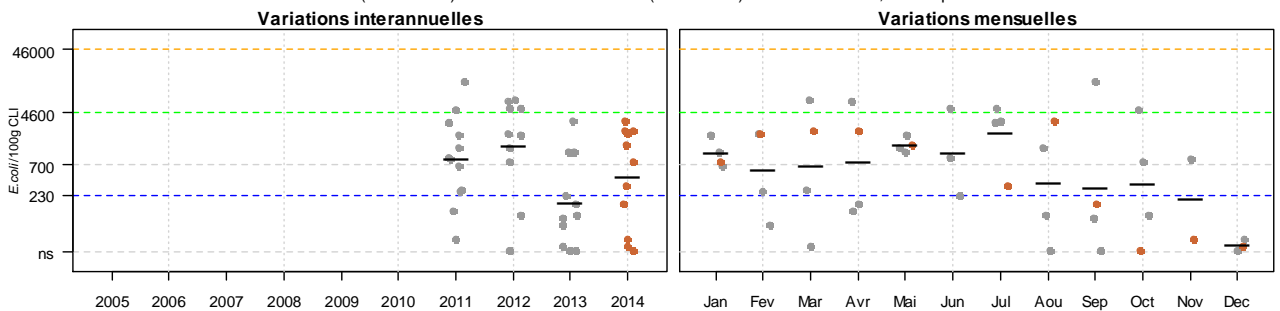 Variations interannuelles
Variations mensuelles
E.coli/100g CLI
46000
4600
700
230
ns
2005 2006 2007 2008 2009 2010 2011 2012 2013 2014
Jan Fev Mar Avr Mai Jun Jul Aou Sep Oct Nov Dec